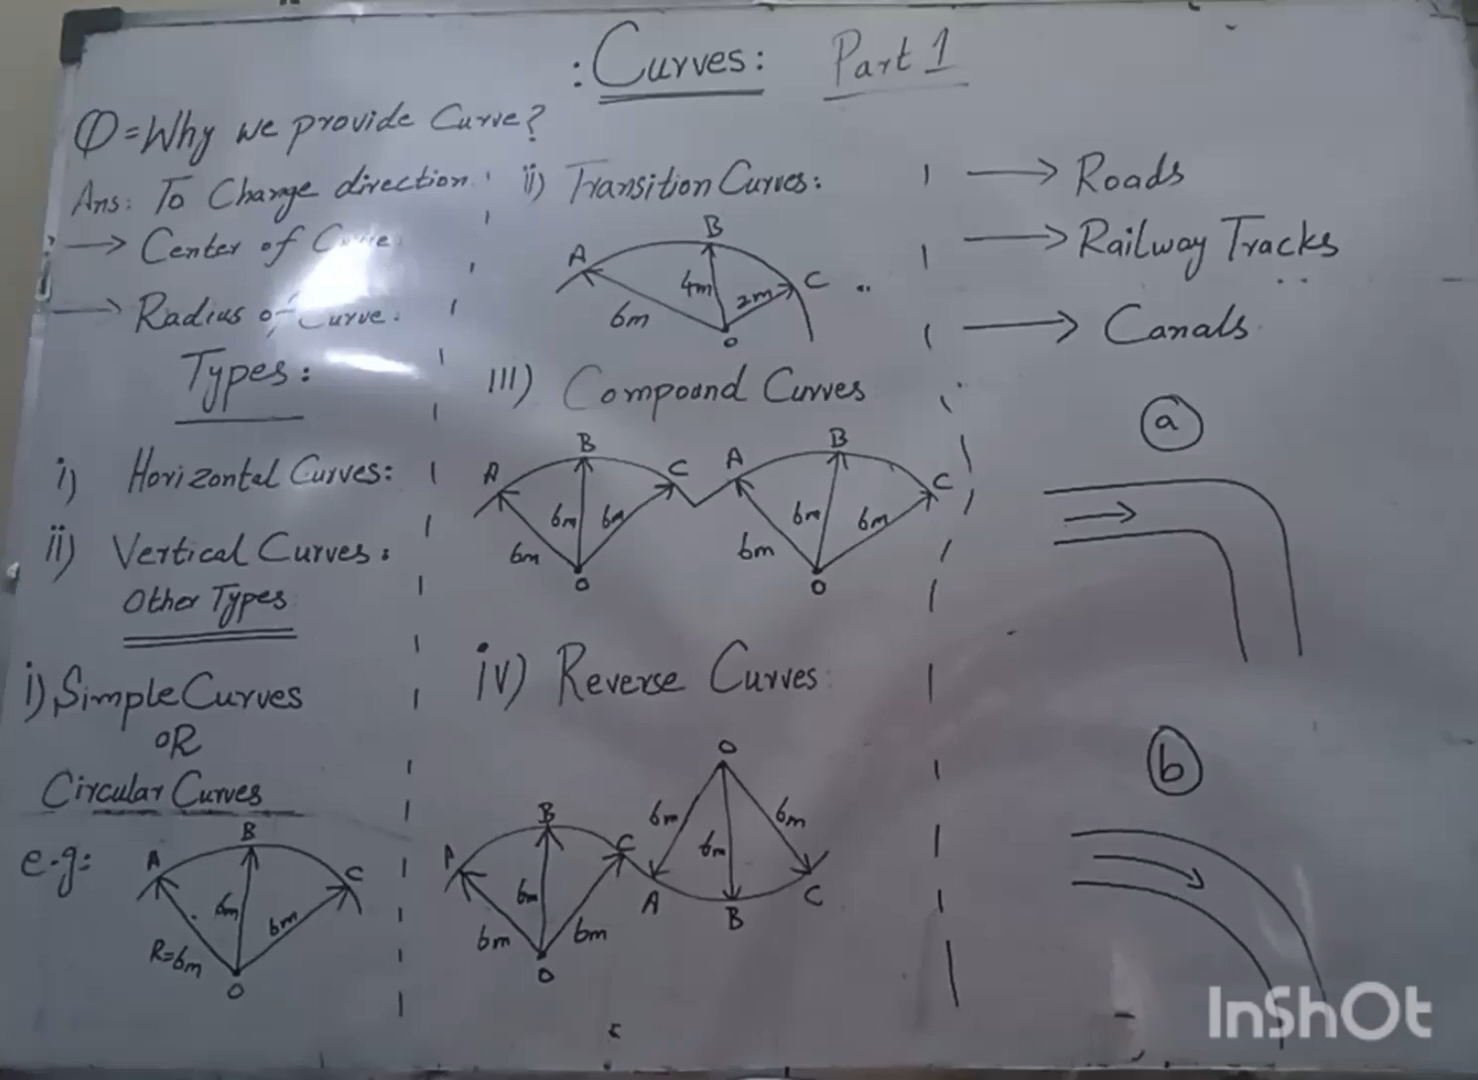 : Curves: Part 1
Q=Why we provide Curve?
Ans: To Change direction.
→ Center of Curve.
→ Radius of Curve.
Types:
i) Horizontal Curves:
ii) Vertical Curves:
Other Types
i) Simple Curves
OR
Circular Curves
e.g:
A B C
R=6m 6m 6m
O
ii) Transition Curves:
A B C
6m 4m 2m
O
III) Compound Curves
A B C A B C
6m 6m 6m 6m 6m 6m
O O
iv) Reverse Curves
O
6m 6m 6m
A B C
6m 6m 6m
A B C
O
→ Roads
→ Railway Tracks
→ Canals
a
b
InShOt